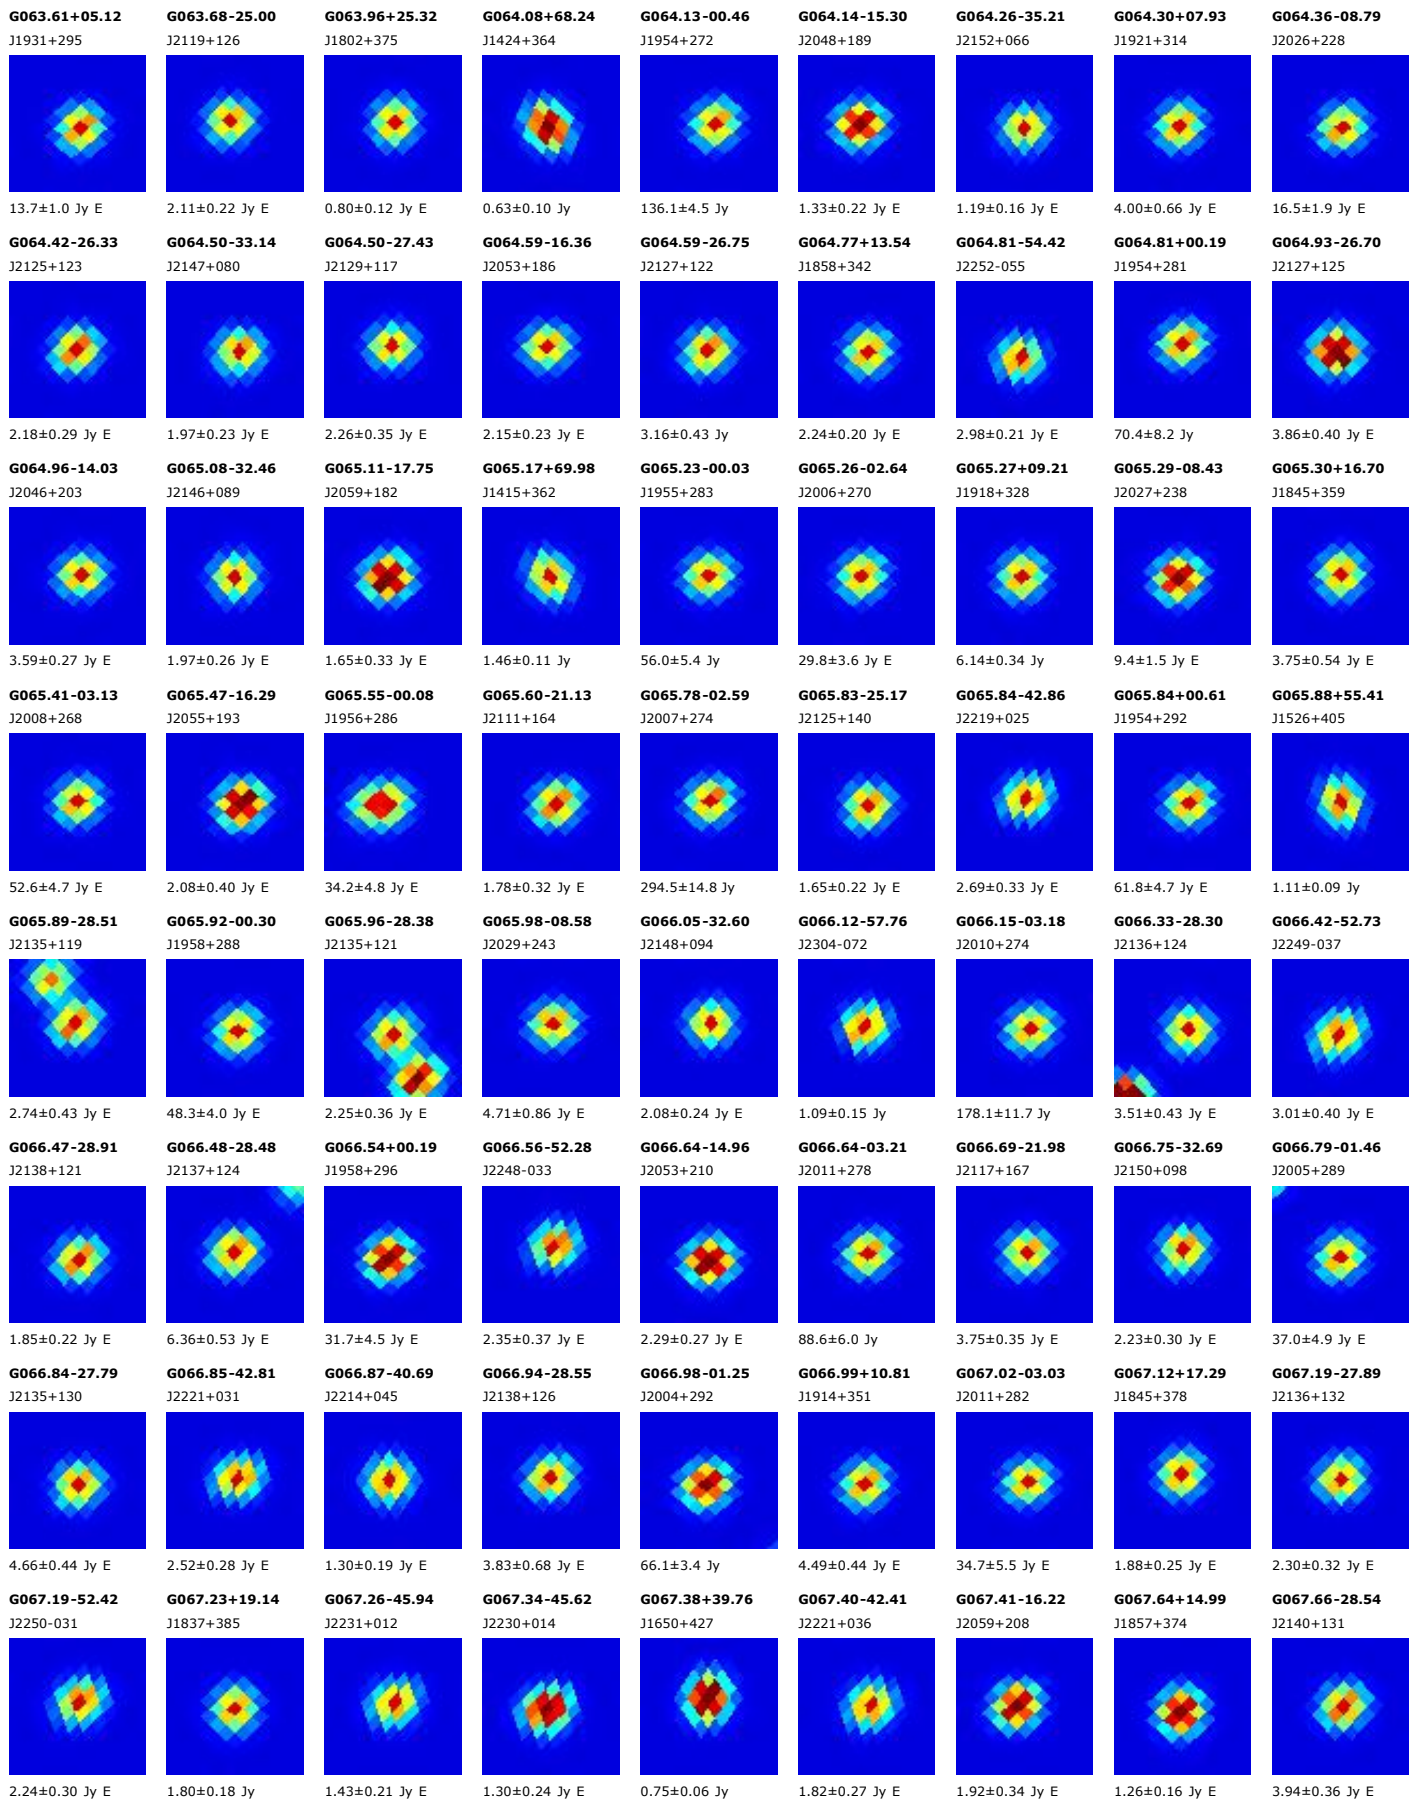 G063.61+05.12 G063.68-25.00 G063.96+25.32 G064.08+68.24 G064.13-00.46 G064.14-15.30 G064.26-35.21 G064.30+07.93 G064.36-08.79
J1931+295 J2119+126 J1802+375 J1424+364 J1954+272 J2048+189 J2152+066 J1921+314 J2026+228
13.7±1.0 Jy E 2.11±0.22 Jy E 0.80±0.12 Jy E 0.63±0.10 Jy 136.1±4.5 Jy 1.33±0.22 Jy E 1.19±0.16 Jy E 4.00±0.66 Jy E 16.5±1.9 Jy E
G064.42-26.33 G064.50-33.14 G064.50-27.43 G064.59-16.36 G064.59-26.75 G064.77+13.54 G064.81-54.42 G064.81+00.19 G064.93-26.70
J2125+123 J2147+080 J2129+117 J2053+186 J2127+122 J1858+342 J2252-055 J1954+281 J2127+125
2.18±0.29 Jy E 1.97±0.23 Jy E 2.26±0.35 Jy E 2.15±0.23 Jy E 3.16±0.43 Jy 2.24±0.20 Jy E 2.98±0.21 Jy E 70.4±8.2 Jy 3.86±0.40 Jy E
G064.96-14.03 G065.08-32.46 G065.11-17.75 G065.17+69.98 G065.23-00.03 G065.26-02.64 G065.27+09.21 G065.29-08.43 G065.30+16.70
J2046+203 J2146+089 J2059+182 J1415+362 J1955+283 J2006+270 J1918+328 J2027+238 J1845+359
3.59±0.27 Jy E 1.97±0.26 Jy E 1.65±0.33 Jy E 1.46±0.11 Jy 56.0±5.4 Jy 29.8±3.6 Jy E 6.14±0.34 Jy 9.4±1.5 Jy E 3.75±0.54 Jy E
G065.41-03.13 G065.47-16.29 G065.55-00.08 G065.60-21.13 G065.78-02.59 G065.83-25.17 G065.84-42.86 G065.84+00.61 G065.88+55.41
J2008+268 J2055+193 J1956+286 J2111+164 J2007+274 J2125+140 J2219+025 J1954+292 J1526+405
52.6±4.7 Jy E 2.08±0.40 Jy E 34.2±4.8 Jy E 1.78±0.32 Jy E 294.5±14.8 Jy 1.65±0.22 Jy E 2.69±0.33 Jy E 61.8±4.7 Jy E 1.11±0.09 Jy
G065.89-28.51 G065.92-00.30 G065.96-28.38 G065.98-08.58 G066.05-32.60 G066.12-57.76 G066.15-03.18 G066.33-28.30 G066.42-52.73
J2135+119 J1958+288 J2135+121 J2029+243 J2148+094 J2304-072 J2010+274 J2136+124 J2249-037
2.74±0.43 Jy E 48.3±4.0 Jy E 2.25±0.36 Jy E 4.71±0.86 Jy E 2.08±0.24 Jy E 1.09±0.15 Jy 178.1±11.7 Jy 3.51±0.43 Jy E 3.01±0.40 Jy E
G066.47-28.91 G066.48-28.48 G066.54+00.19 G066.56-52.28 G066.64-14.96 G066.64-03.21 G066.69-21.98 G066.75-32.69 G066.79-01.46
J2138+121 J2137+124 J1958+296 J2248-033 J2053+210 J2011+278 J2117+167 J2150+098 J2005+289
1.85±0.22 Jy E 6.36±0.53 Jy E 31.7±4.5 Jy E 2.35±0.37 Jy E 2.29±0.27 Jy E 88.6±6.0 Jy 3.75±0.35 Jy E 2.23±0.30 Jy E 37.0±4.9 Jy E
G066.84-27.79 G066.85-42.81 G066.87-40.69 G066.94-28.55 G066.98-01.25 G066.99+10.81 G067.02-03.03 G067.12+17.29 G067.19-27.89
J2135+130 J2221+031 J2214+045 J2138+126 J2004+292 J1914+351 J2011+282 J1845+378 J2136+132
4.66±0.44 Jy E 2.52±0.28 Jy E 1.30±0.19 Jy E 3.83±0.68 Jy E 66.1±3.4 Jy 4.49±0.44 Jy E 34.7±5.5 Jy E 1.88±0.25 Jy E 2.30±0.32 Jy E
G067.19-52.42 G067.23+19.14 G067.26-45.94 G067.34-45.62 G067.38+39.76 G067.40-42.41 G067.41-16.22 G067.64+14.99 G067.66-28.54
J2250-031 J1837+385 J2231+012 J2230+014 J1650+427 J2221+036 J2059+208 J1857+374 J2140+131
2.24±0.30 Jy E 1.80±0.18 Jy 1.43±0.21 Jy E 1.30±0.24 Jy E 0.75±0.06 Jy 1.82±0.27 Jy E 1.92±0.34 Jy E 1.26±0.16 Jy E 3.94±0.36 Jy E